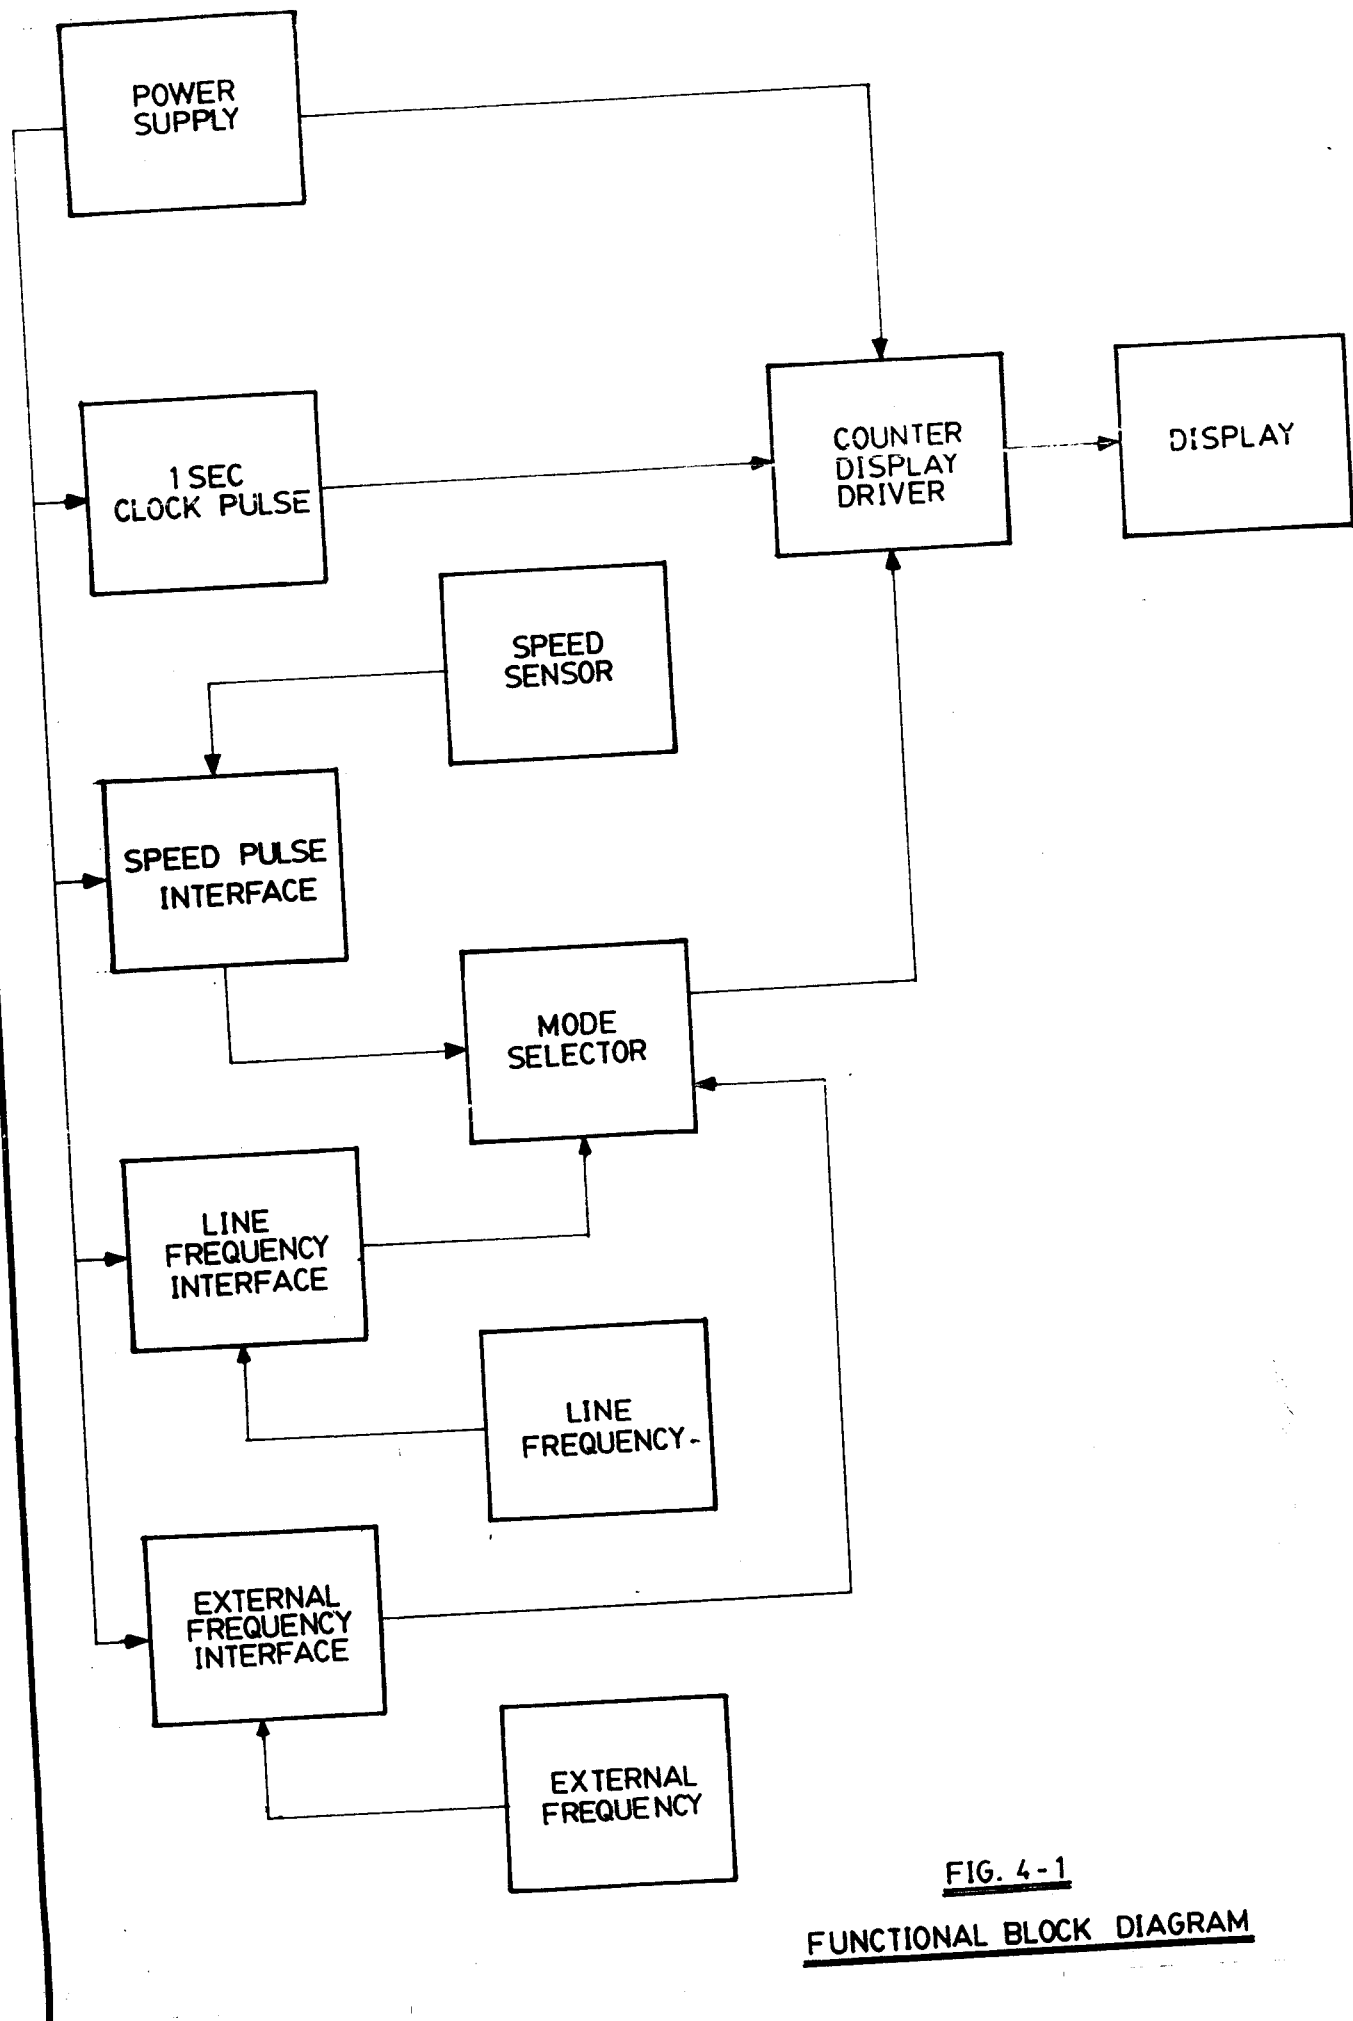 POWER
SUPPLY
1 SEC
CLOCK PULSE
COUNTER
DISPLAY
DRIVER
DISPLAY
SPEED
SENSOR
SPEED PULSE
INTERFACE
MODE
SELECTOR
LINE
FREQUENCY
INTERFACE
LINE
FREQUENCY-
EXTERNAL
FREQUENCY
INTERFACE
EXTERNAL
FREQUENCY
FIG. 4-1
FUNCTIONAL BLOCK DIAGRAM